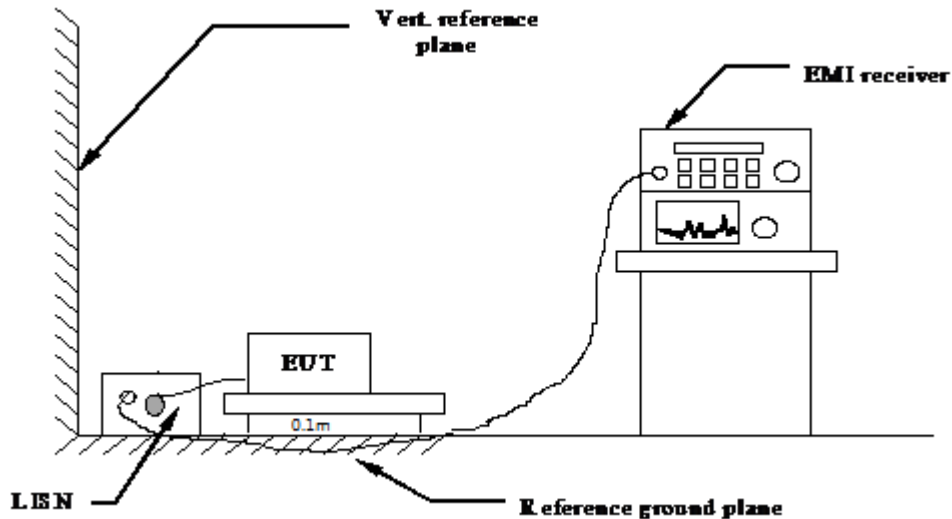 Vert. reference
plane
EMI receiver
EUT
0.1m
LISN
Reference ground plane